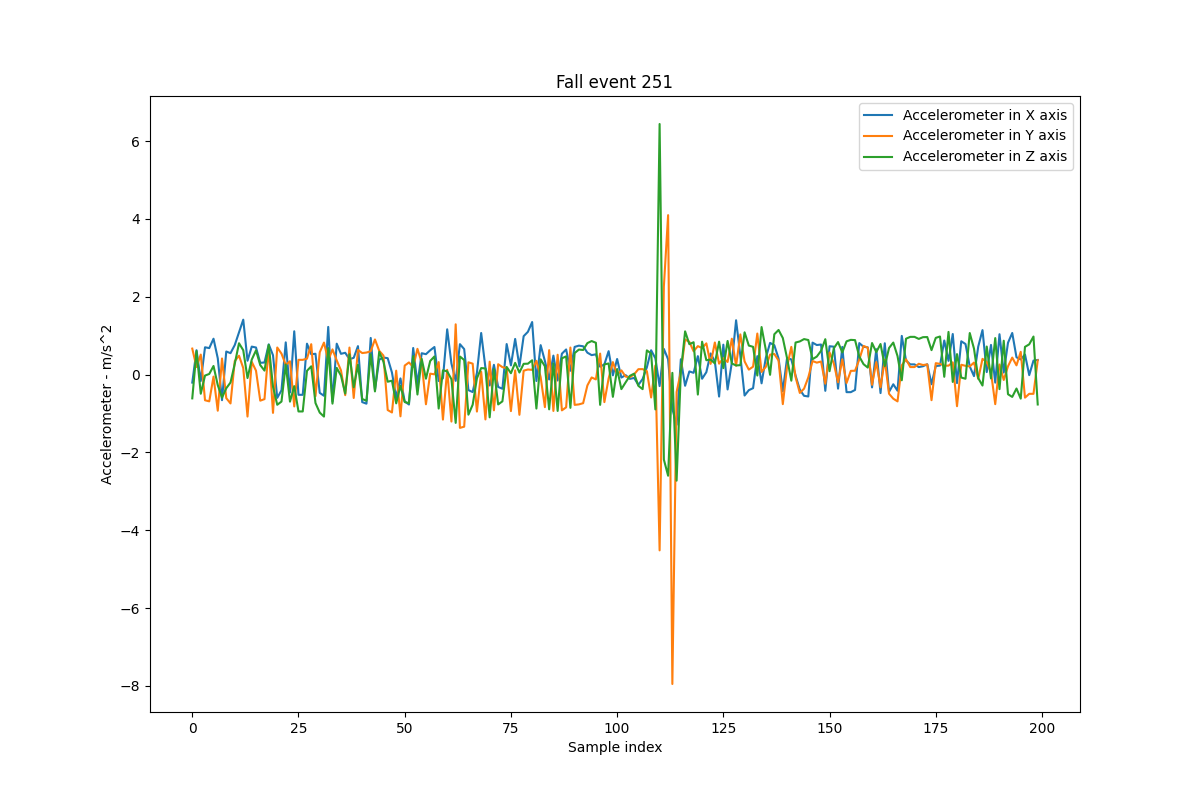 Fall event 251
Accelerometer in X axis
Accelerometer in Y axis
Accelerometer in Z axis
Accelerometer - m/s^2
6
4
2
0
−2
−4
−6
−8
0 25 50 75 100 125 150 175 200
Sample index